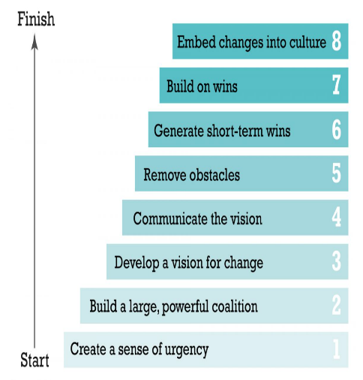 Finish
Embed changes into culture 8
Build on wins 7
Generate short-term wins 6
Remove obstacles 5
Communicate the vision 4
Develop a vision for change 3
Build a large, powerful coalition 2
Create a sense of urgency 1
Start